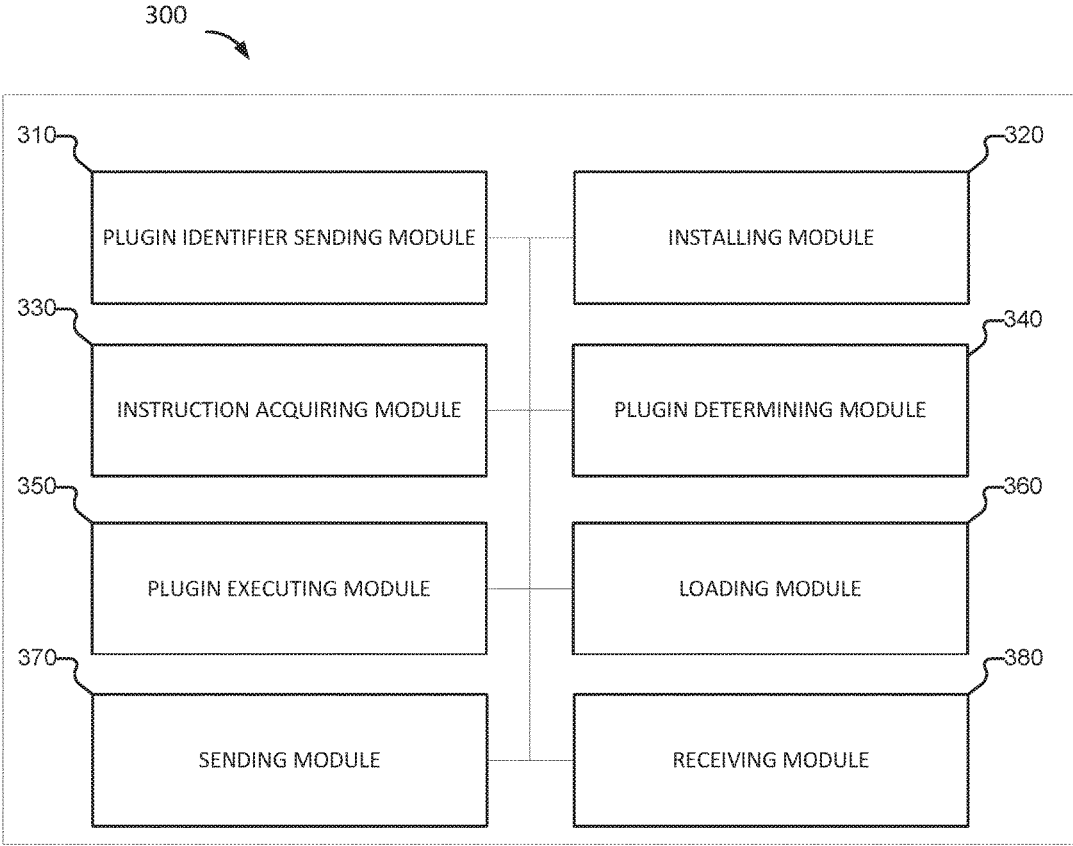 300
310
320
PLUGIN IDENTIFIER SENDING MODULE
INSTALLING MODULE
330
340
INSTRUCTION ACQUIRING MODULE
PLUGIN DETERMINING MODULE
350
360
PLUGIN EXECUTING MODULE
LOADING MODULE
370
380
SENDING MODULE
RECEIVING MODULE